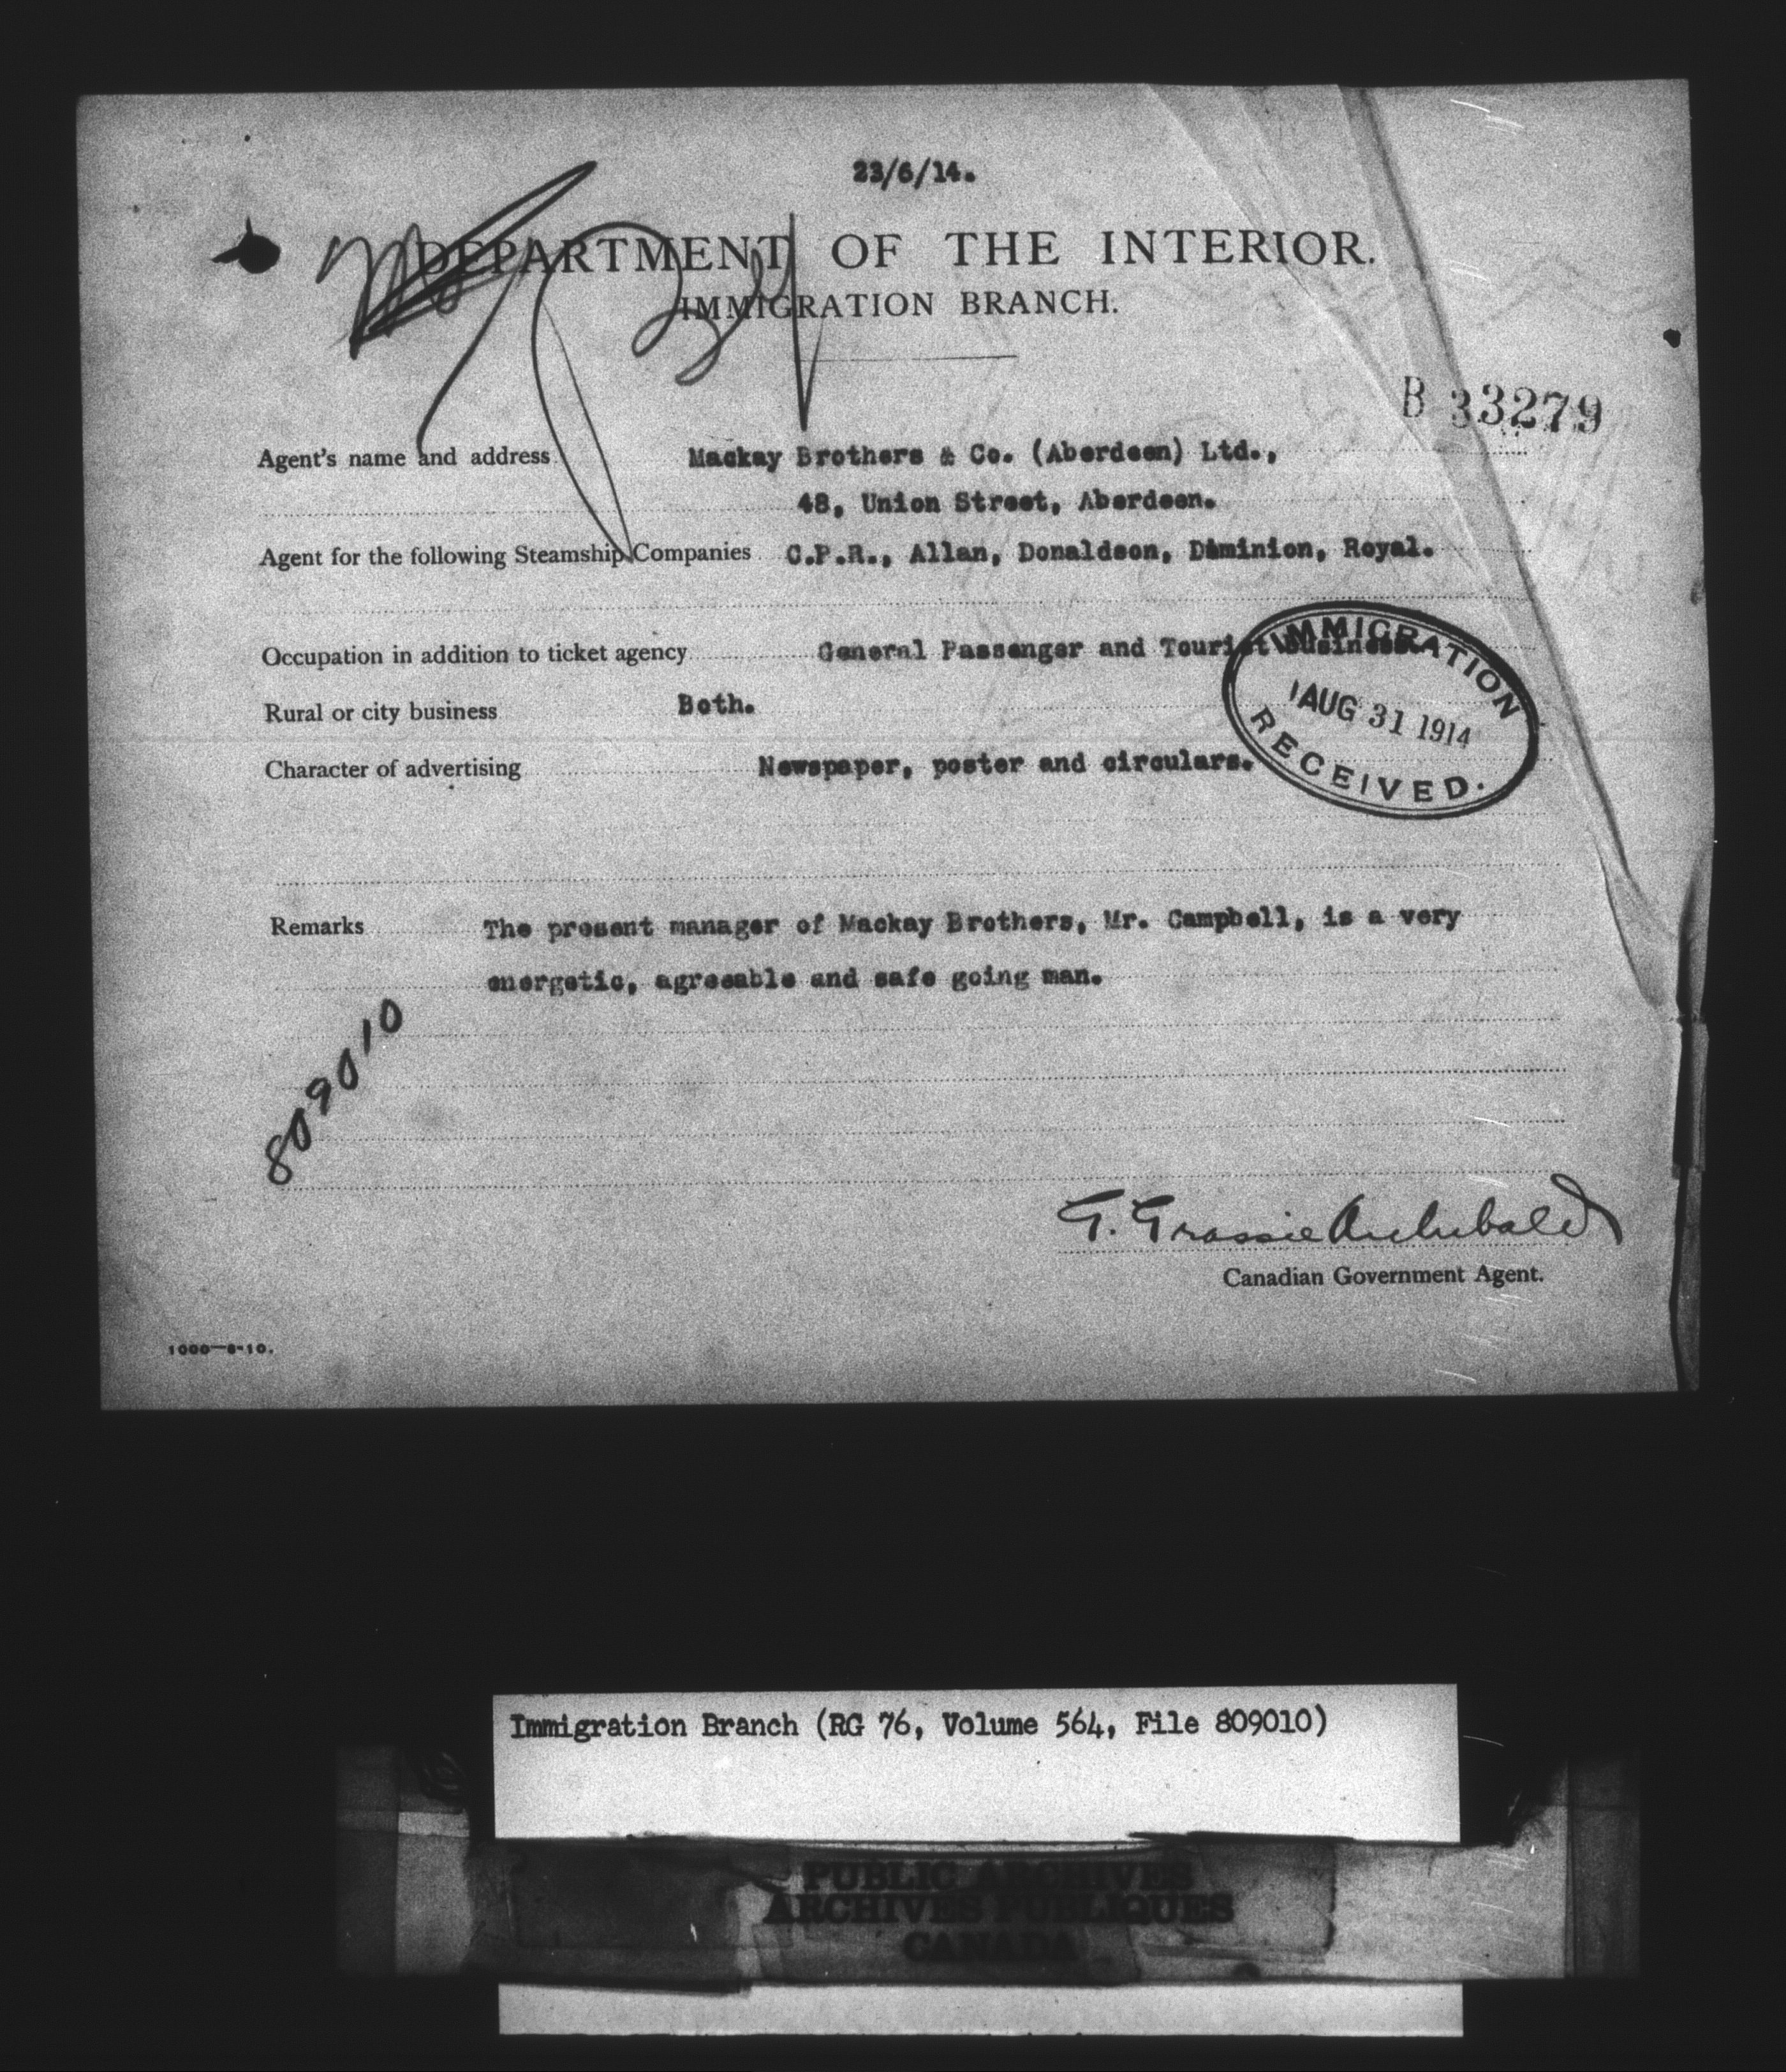 23/6/14.
DEPARTMENT OF THE INTERIOR.
IMMIGRATION BRANCH.
B 33279
Agent's name and address Mackay Brothers & Co. (Aberdeen) Ltd.,
48, Union Street, Aberdeen.
Agent for the following Steamship Companies C.P.R., Allan, Donaldson, Dominion, Royal.
Occupation in addition to ticket agency General Passenger and Tourist Business.
Rural or city business Both.
Character of advertising Newspaper, poster and circulars.
IMMIGRATION
AUG 31 1914
RECEIVED.
Remarks The present manager of Mackay Brothers, Mr. Campbell, is a very
energetic, agreeable and safe going man.
809010
G. Grassie Archibald
Canadian Government Agent.
1000-6-10.
Immigration Branch (RG 76, Volume 564, File 809010)
PUBLIC ARCHIVES
ARCHIVES PUBLIQUES
CANADA